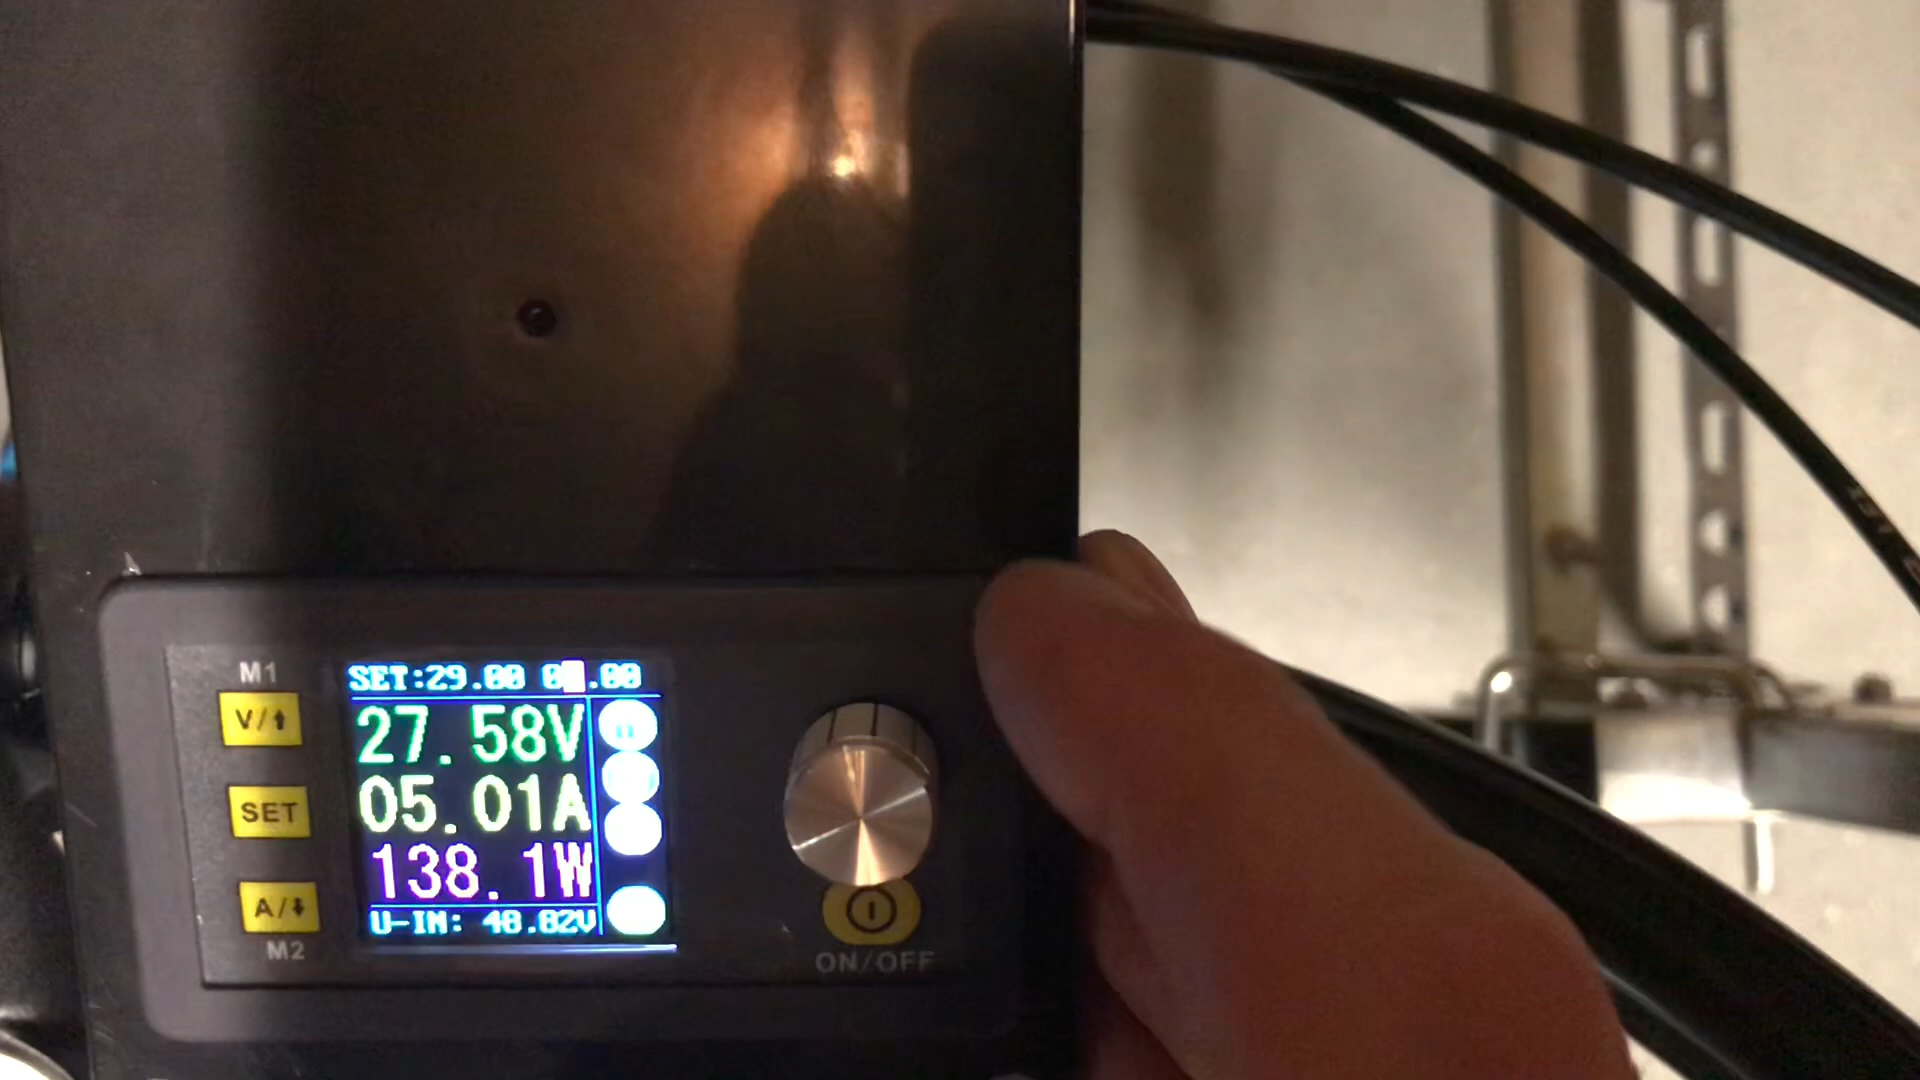 M1
V/⬆
SET
A/⬇
M2
SET:29.00
27.58V
05.01A
138.1W
U-IN: 48.82V
ON/OFF